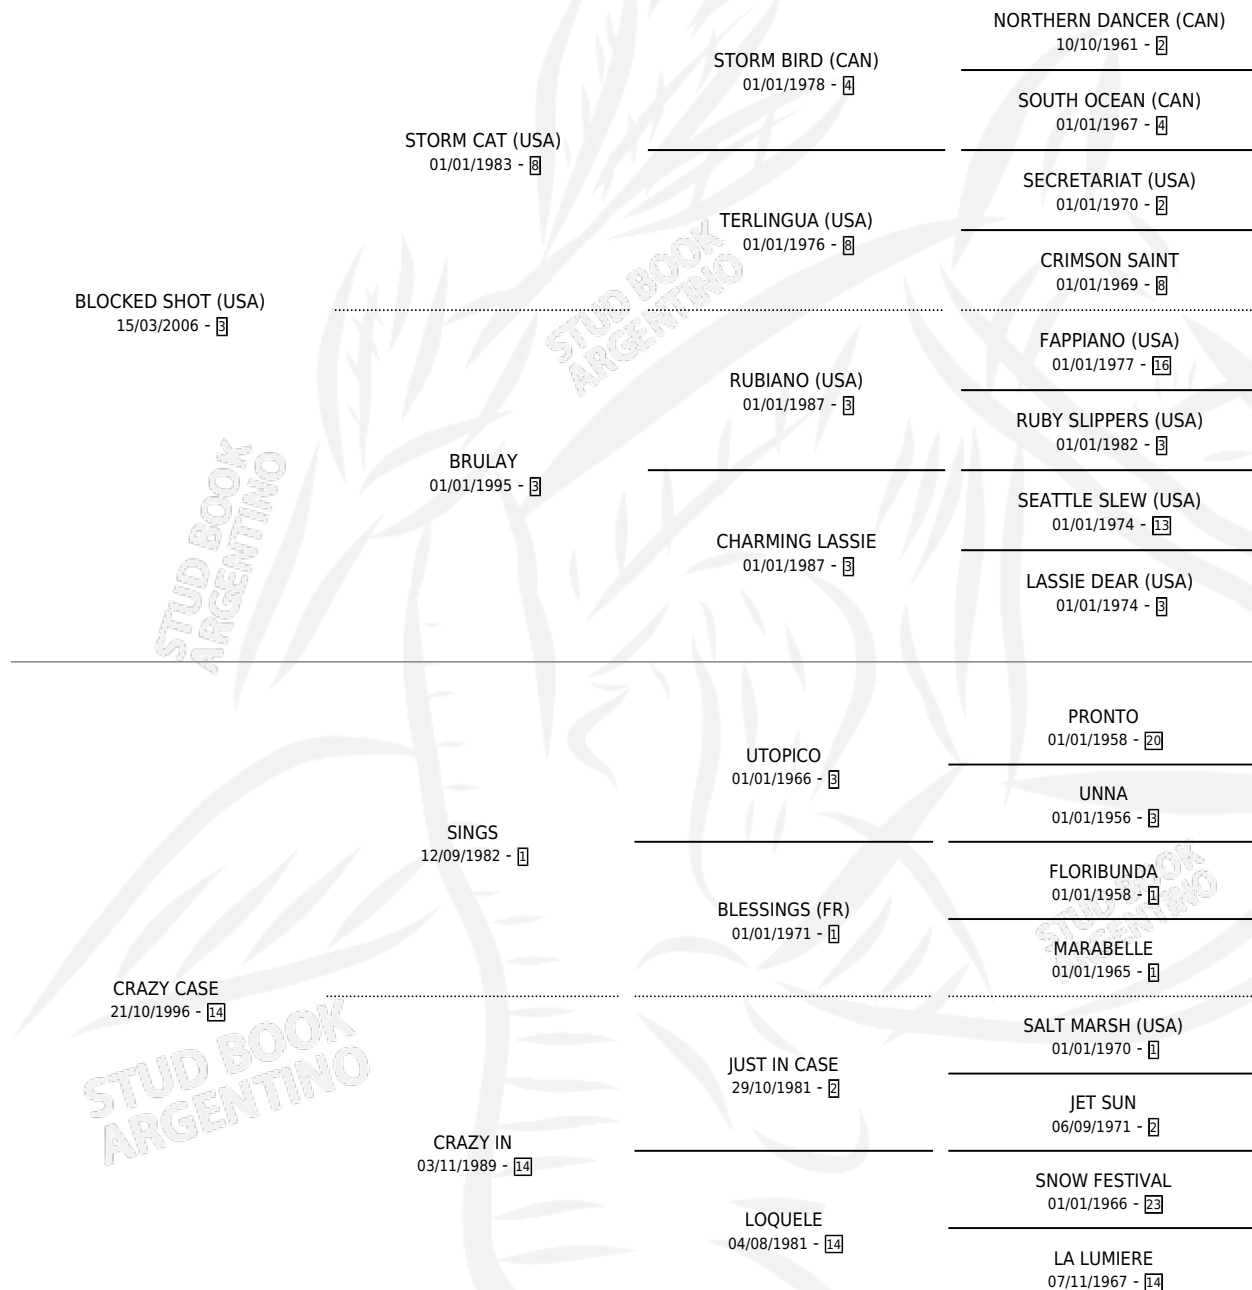 NORTHERN DANCER (CAN)
10/10/1961 - 2
STORM BIRD (CAN)
01/01/1978 - 4
SOUTH OCEAN (CAN)
01/01/1967 - 4
STORM CAT (USA)
01/01/1983 - 8
SECRETARIAT (USA)
01/01/1970 - 2
TERLINGUA (USA)
01/01/1976 - 8
CRIMSON SAINT
01/01/1969 - 8
BLOCKED SHOT (USA)
15/03/2006 - 3
FAPPIANO (USA)
01/01/1977 - 16
RUBIANO (USA)
01/01/1987 - 3
RUBY SLIPPERS (USA)
01/01/1982 - 3
BRULAY
01/01/1995 - 3
SEATTLE SLEW (USA)
01/01/1974 - 13
CHARMING LASSIE
01/01/1987 - 3
LASSIE DEAR (USA)
01/01/1974 - 3
PRONTO
01/01/1958 - 20
UTOPICO
01/01/1966 - 3
UNNA
01/01/1956 - 3
SINGS
12/09/1982 - 1
FLORIBUNDA
01/01/1958 - 1
BLESSINGS (FR)
01/01/1971 - 1
MARABELLE
01/01/1965 - 1
CRAZY CASE
21/10/1996 - 14
SALT MARSH (USA)
01/01/1970 - 1
JUST IN CASE
29/10/1981 - 2
JET SUN
06/09/1971 - 2
CRAZY IN
03/11/1989 - 14
SNOW FESTIVAL
01/01/1966 - 23
LOQUELE
04/08/1981 - 14
LA LUMIERE
07/11/1967 - 14
STUD BOOK
ARGENTINO
STUD BOOK
ARGENTINO
STUD BOOK
ARGENTINO
STUD BOOK
ARGENTINO